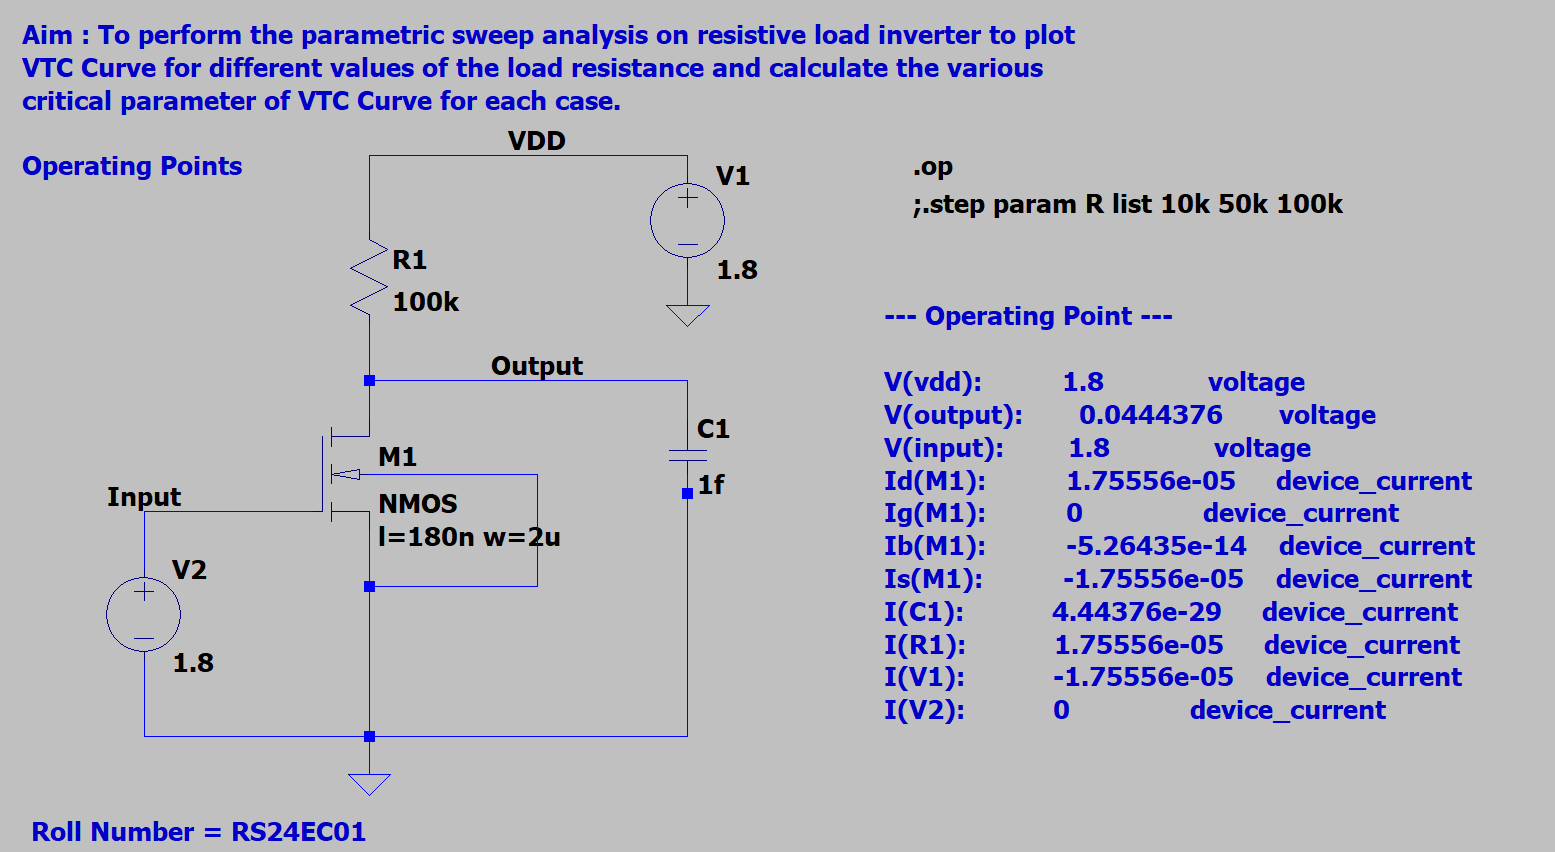 Aim : To perform the parametric sweep analysis on resistive load inverter to plot
VTC Curve for different values of the load resistance and calculate the various
critical parameter of VTC Curve for each case.
Operating Points
VDD
V1
1.8
R1
100k
Output
C1
1f
M1
NMOS
l=180n w=2u
Input
V2
1.8
.op
;.step param R list 10k 50k 100k
--- Operating Point ---
V(vdd): 1.8 voltage
V(output): 0.0444376 voltage
V(input): 1.8 voltage
Id(M1): 1.75556e-05 device_current
Ig(M1): 0 device_current
Ib(M1): -5.26435e-14 device_current
Is(M1): -1.75556e-05 device_current
I(C1): 4.44376e-29 device_current
I(R1): 1.75556e-05 device_current
I(V1): -1.75556e-05 device_current
I(V2): 0 device_current
Roll Number = RS24EC01